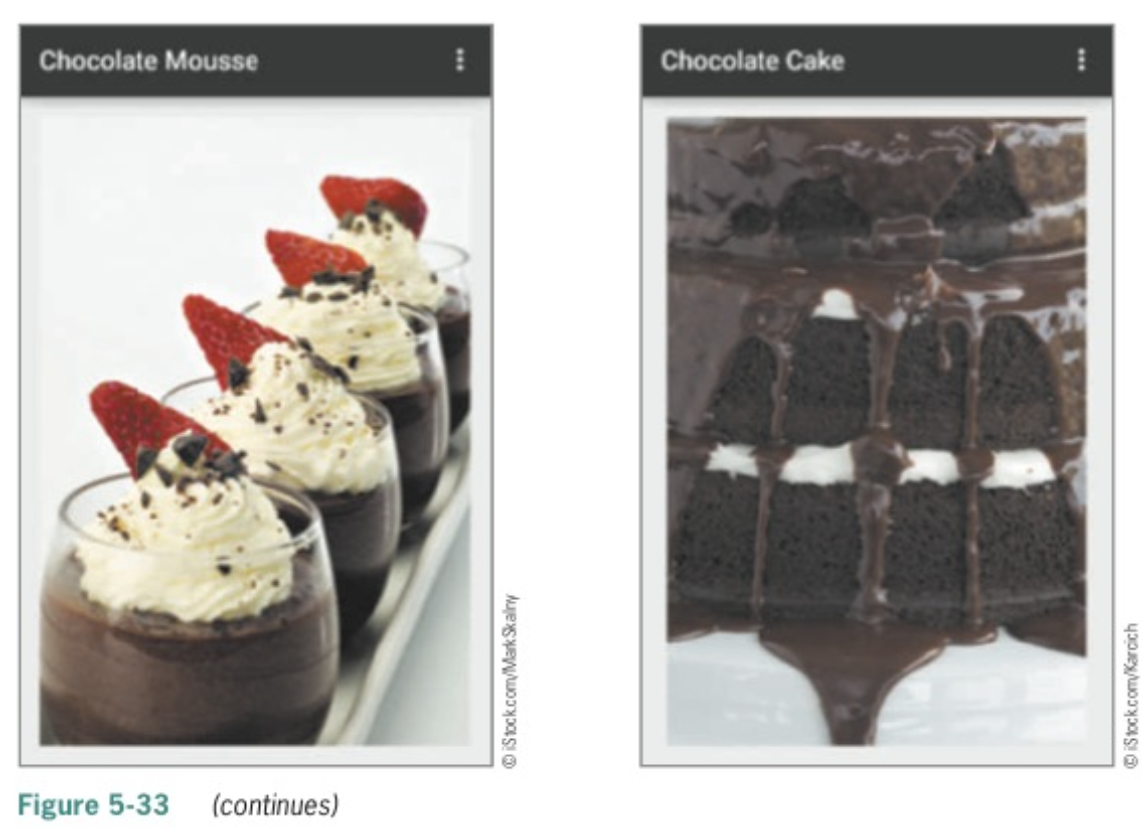 Chocolate Mousse
© iStock.com/MarkSkalny
Chocolate Cake
© iStock.com/Karcich
Figure 5-33 (continues)